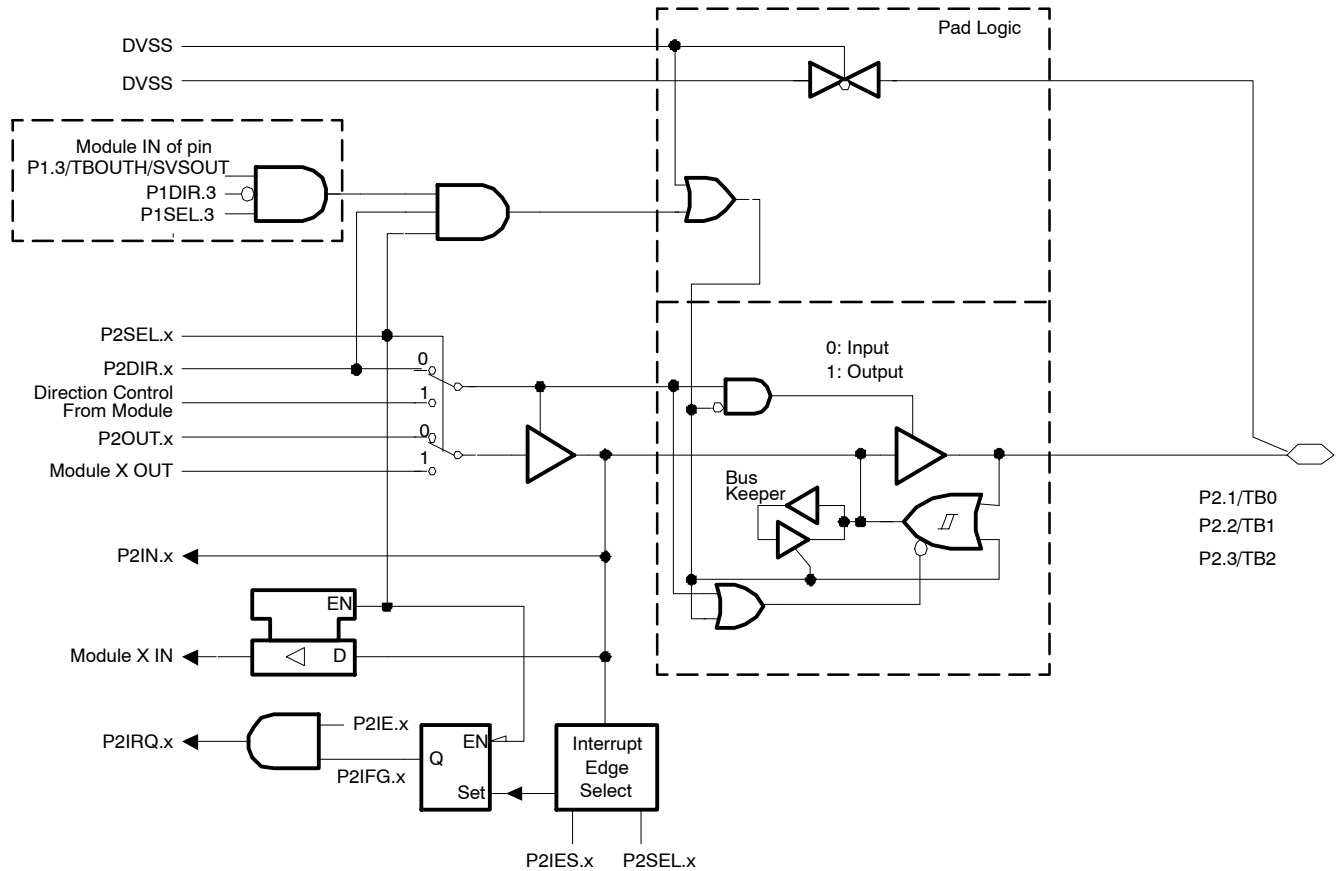 Pad Logic
DVSS
DVSS
Module IN of pin
P1.3/TBOUTH/SVSOUT
P1DIR.3
P1SEL.3
P2SEL.x
P2DIR.x
0
Direction Control
From Module
1
P2OUT.x
0
Module X OUT
1
0: Input
1: Output
Bus
Keeper
P2.1/TB0
P2.2/TB1
P2.3/TB2
P2IN.x
EN
Module X IN
D
P2IRQ.x
P2IE.x
P2IFG.x
EN
Q
Set
Interrupt
Edge
Select
P2IES.x
P2SEL.x